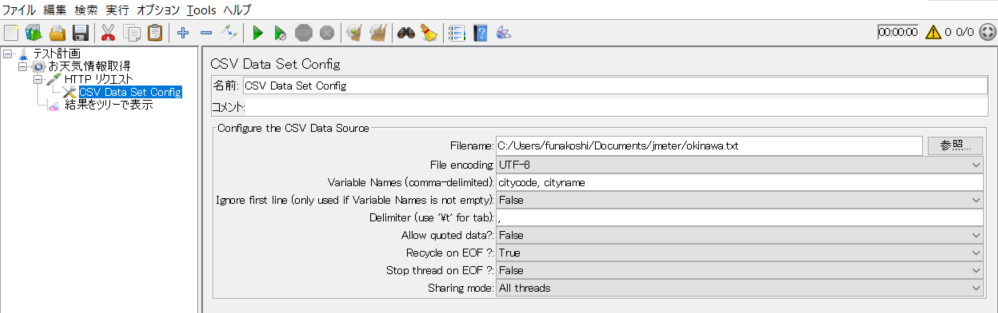 ファイル 編集 検索 実行 オプション Tools ヘルプ
00:00:00 0 0/0
テスト計画
お天気情報取得
HTTP リクエスト
CSV Data Set Config
結果をツリーで表示
CSV Data Set Config
名前: CSV Data Set Config
コメント:
Configure the CSV Data Source
Filename: C:/Users/funakoshi/Documents/jmeter/okinawa.txt 参照...
File encoding: UTF-8
Variable Names (comma-delimited): citycode, cityname
Ignore first line (only used if Variable Names is not empty): False
Delimiter (use '¥t' for tab): ,
Allow quoted data?: False
Recycle on EOF ?: True
Stop thread on EOF ?: False
Sharing mode: All threads